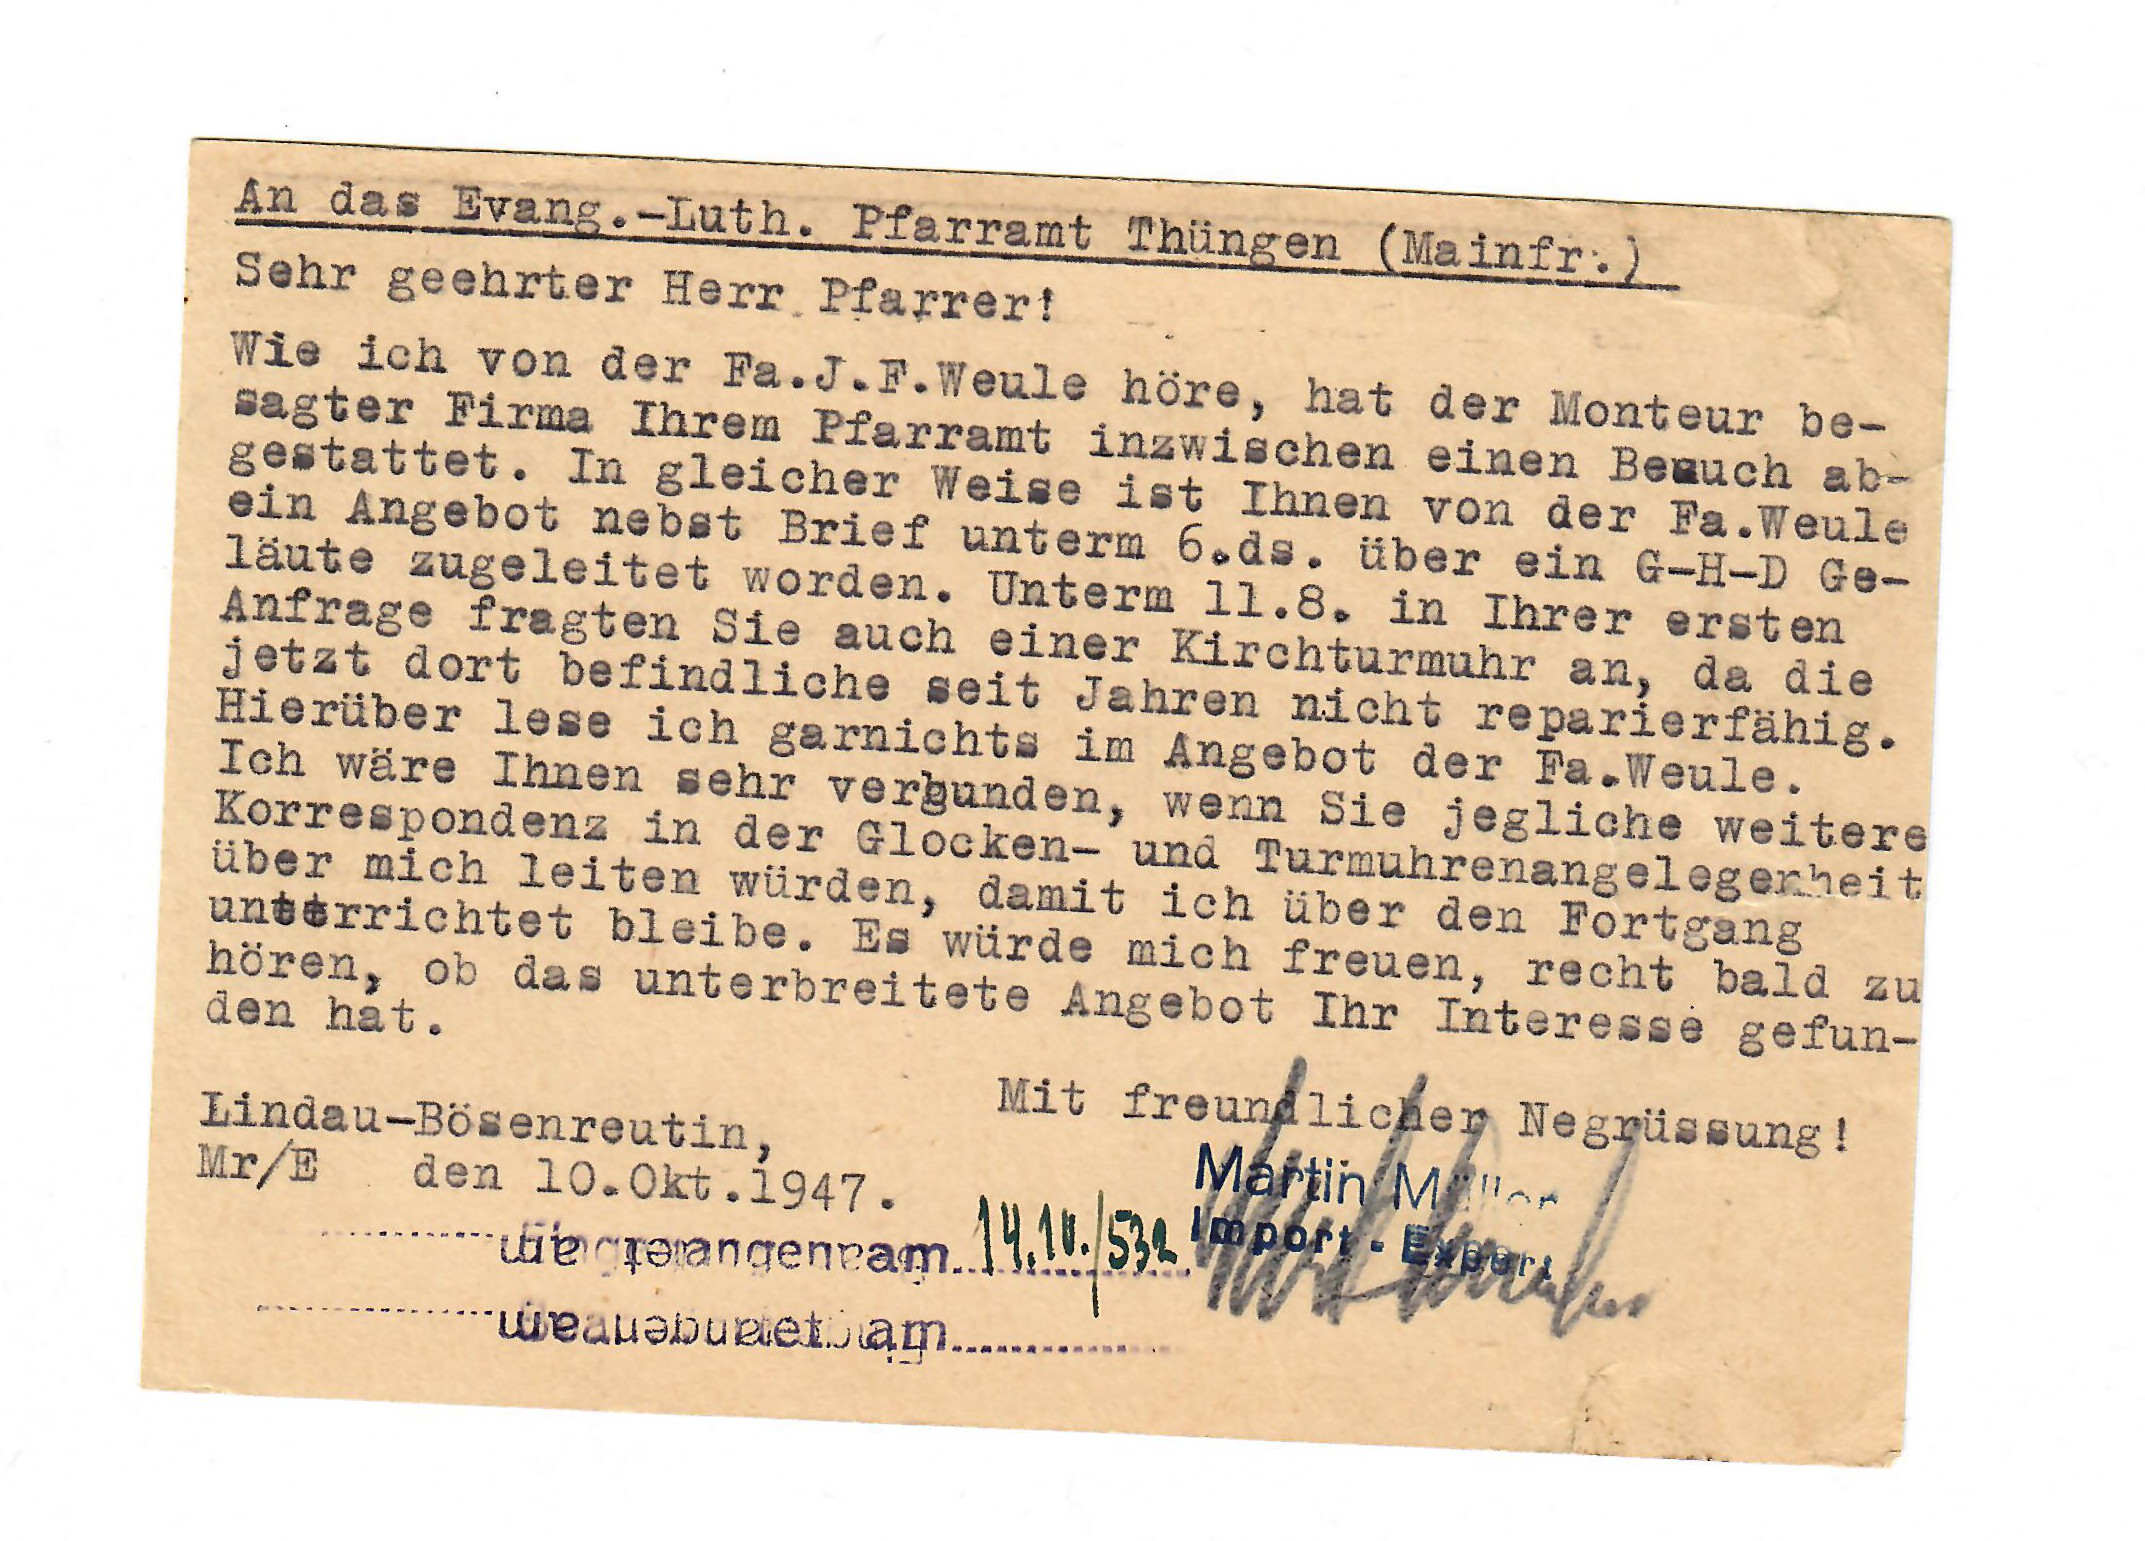 An das Evang.-Luth. Pfarramt Thüngen (Mainfr.)
Sehr geehrter Herr Pfarrer!
Wie ich von der Fa.J.F.Weule höre, hat der Monteur be-
sagter Firma Ihrem Pfarramt inzwischen einen Besuch ab-
gestattet. In gleicher Weise ist Ihnen von der Fa.Weule
ein Angebot nebst Brief unterm 6.ds. über ein G-H-D Ge-
läute zugeleitet worden. Unterm 11.8. in Ihrer ersten
Anfrage fragten Sie auch einer Kirchturmuhr an, da die
jetzt dort befindliche seit Jahren nicht reparierfähig.
Hierüber lese ich garnichts im Angebot der Fa.Weule.
Ich wäre Ihnen sehr verbunden, wenn Sie jegliche weitere
Korrespondenz in der Glocken- und Turmuhrenangelegenheit
über mich leiten würden, damit ich über den Fortgang
unterrichtet bleibe. Es würde mich freuen, recht bald zu
hören, ob das unterbreitete Angebot Ihr Interesse gefun-
den hat.
Mit freundlicher Negrüssung!
Lindau-Bösenreutin,
Mr/E den 10.Okt.1947.
Martin Müller
Import - Export
14.10./532